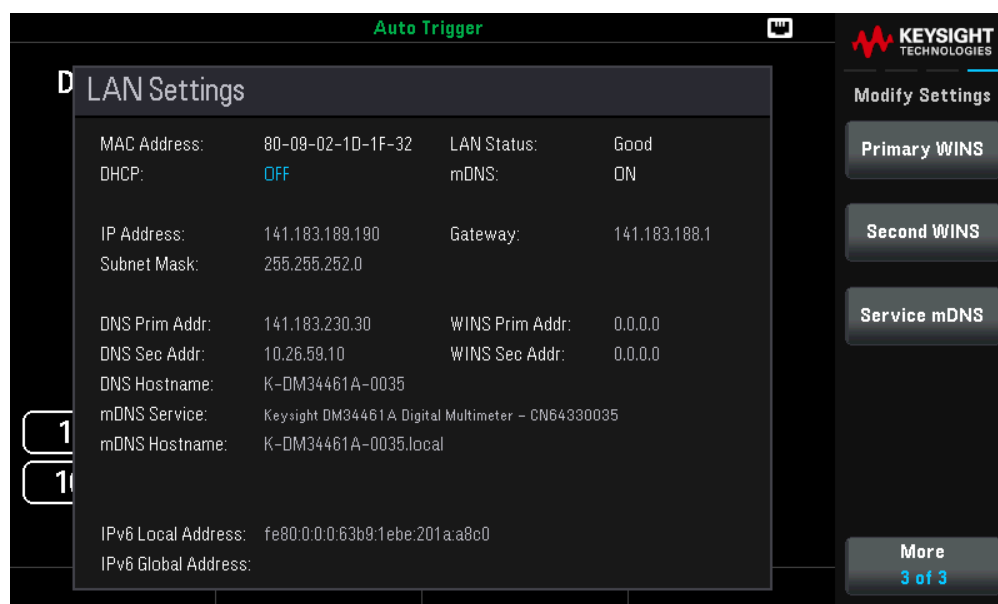 Auto Trigger
KEYSIGHT
TECHNOLOGIES
D
LAN Settings
Modify Settings
MAC Address: 80-09-02-1D-1F-32 LAN Status: Good
DHCP: OFF mDNS: ON
Primary WINS
IP Address: 141.183.189.190 Gateway: 141.183.188.1
Subnet Mask: 255.255.252.0
Second WINS
DNS Prim Addr: 141.183.230.30 WINS Prim Addr: 0.0.0.0
DNS Sec Addr: 10.26.59.10 WINS Sec Addr: 0.0.0.0
Service mDNS
DNS Hostname: K-DM34461A-0035
mDNS Service: Keysight DM34461A Digital Multimeter - CN64330035
mDNS Hostname: K-DM34461A-0035.local
1
10
IPv6 Local Address: fe80:0:0:0:63b9:1ebe:201a:a8c0
IPv6 Global Address:
More
3 of 3